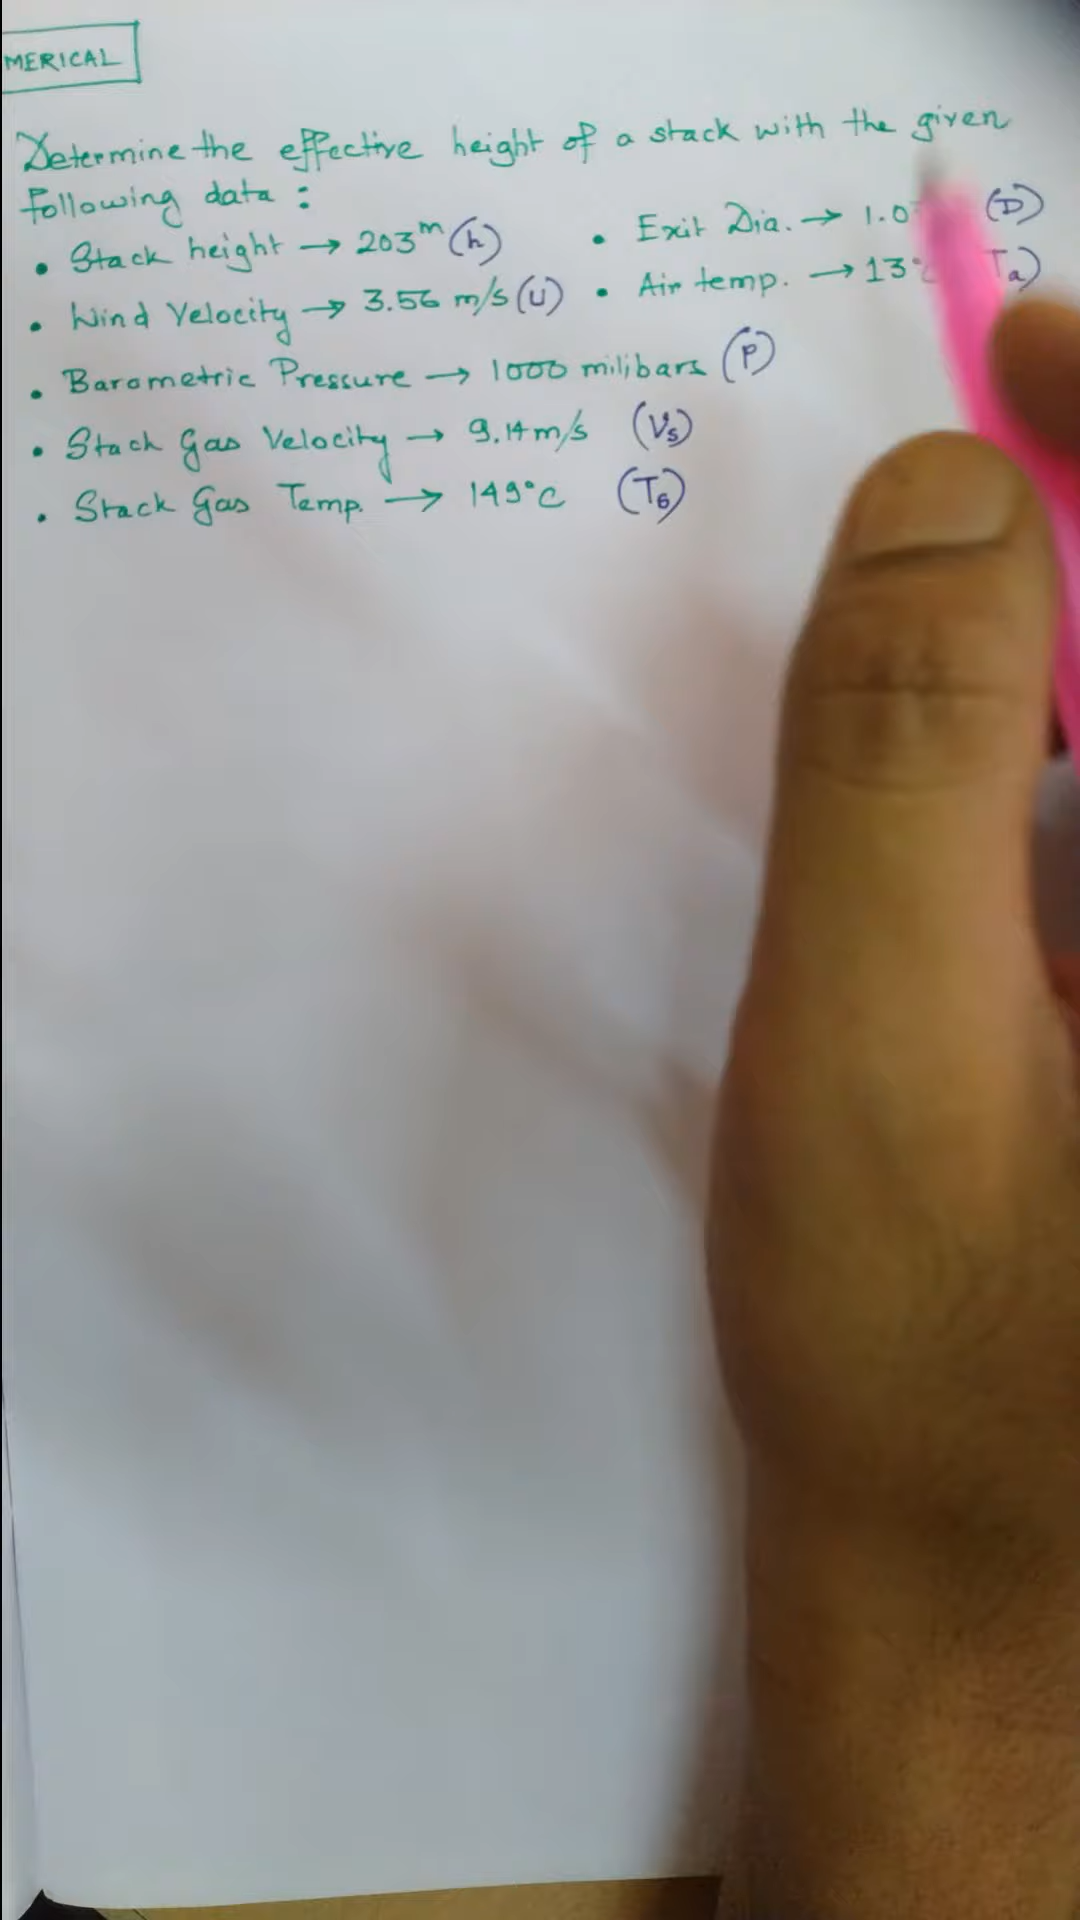 MERICAL
Determine the effective height of a stack with the given
following data :
• Stack height → 203m (h)
• Exit Dia. → 1.0 (D)
• Wind Velocity → 3.56 m/s (U)
• Air temp. → 13°C Ta)
• Barometric Pressure → 1000 milibars (P)
• Stack Gas Velocity → 9.14 m/s (Vs)
• Stack Gas Temp. → 149°C (Ts)